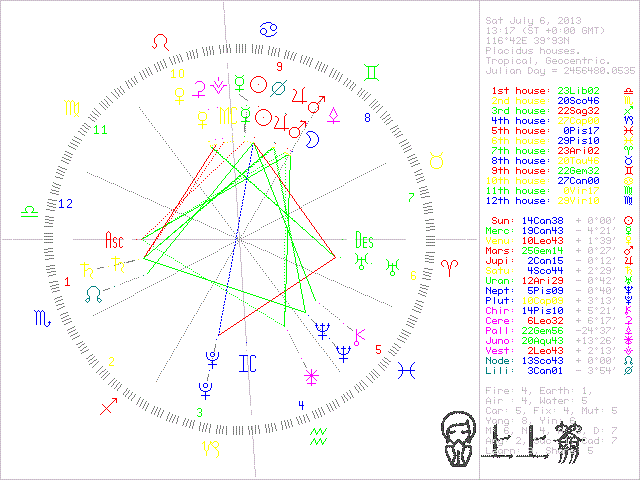 Sat July 6, 2013
13:17 (ST +0:00 GMT)
116°42E 39°93N
Placidus houses.
Tropical, Geocentric.
Julian Day = 2456480.0535
1st house: 23Lib02
2nd house: 20Sco46
3rd house: 22Sag32
4th house: 27Cap00
5th house: 0Pis17
6th house: 29Pis10
7th house: 23Ari02
8th house: 20Tau46
9th house: 22Gem32
10th house: 27Can00
11th house: 0Vir17
12th house: 29Vir10
Sun: 14Can38 + 0°00'
Merc: 19Can43 - 4°21'
Venu: 10Leo43 + 1°39'
Mars: 25Gem14 + 0°27'
Jupi: 2Can15 - 0°12'
Satu: 4Sco44 + 2°29'
Uran: 12Ari29 - 0°42'
Nept: 5Pis09 - 0°40'
Plut: 10Cap03 + 3°13'
Chir: 14Pis10 + 5°21'
Cere: 6Leo32 + 6°17'
Pall: 22Gem56 -24°37'
Juno: 20Aqu43 +13°26'
Vest: 2Leo43 + 2°13'
Node: 13Sco43 - 0°00'
Lili: 3Can01 - 3°54'
Fire: 4, Earth: 1,
Air : 4, Water: 5
Car: 5, Fix: 4, Mut: 5
Yang: 8, Yin: 6
D: 7
7
5
10
9
11
8
12
7
Asc
Des
1
6
2
5
3
IC
4
上上